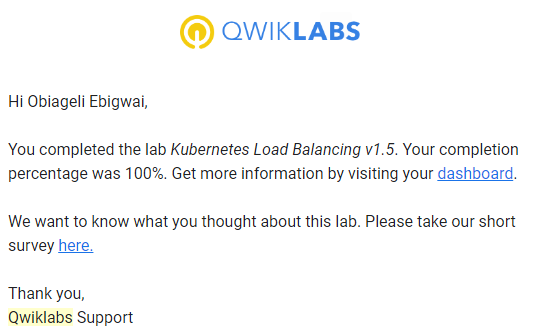 QWIKLABS
Hi Obiageli Ebigwai,
You completed the lab Kubernetes Load Balancing v1.5. Your completion
percentage was 100%. Get more information by visiting your dashboard.
We want to know what you thought about this lab. Please take our short
survey here.
Thank you,
Qwiklabs Support